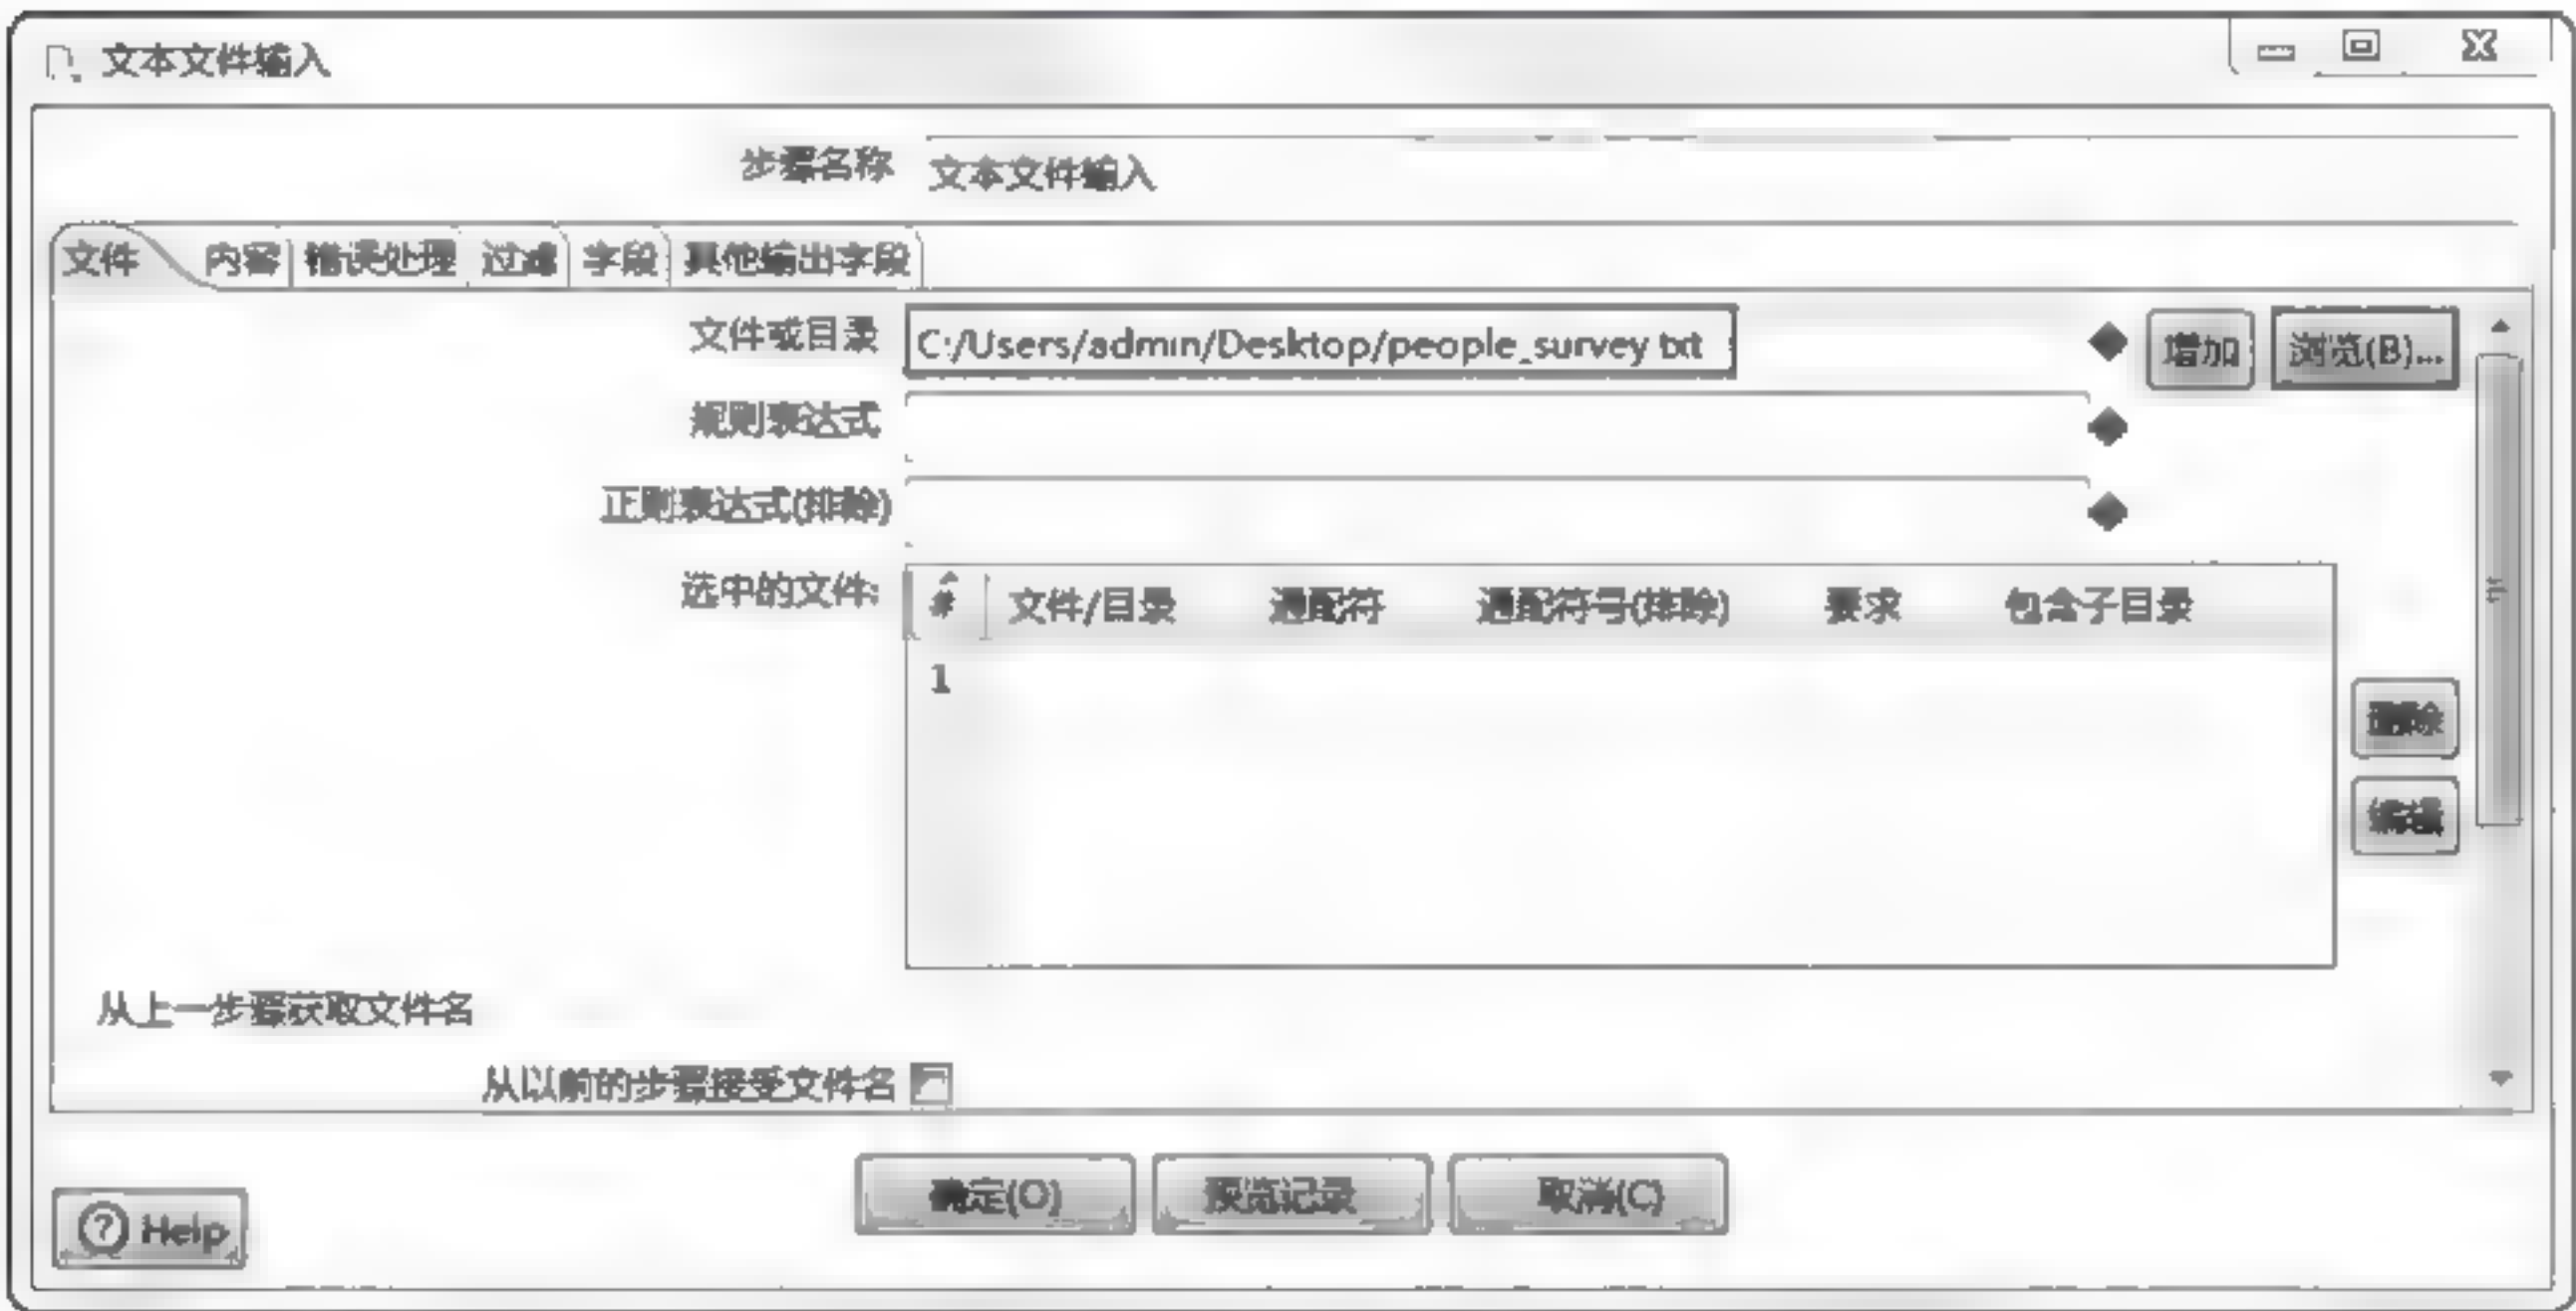 文本文件输入
步骤名称 文本文件输入
文件 内容 错误处理 过滤 字段 其他输出字段
文件或目录 C:/Users/admin/Desktop/people_survey txt 增加 浏览(B)...
规则表达式
正则表达式(排除)
选中的文件: # 文件/目录 通配符 通配符号(排除) 要求 包含子目录
1
删除
编辑
从上一步骤获取文件名
从以前的步骤接受文件名
确定(O) 预览记录 取消(C)
Help